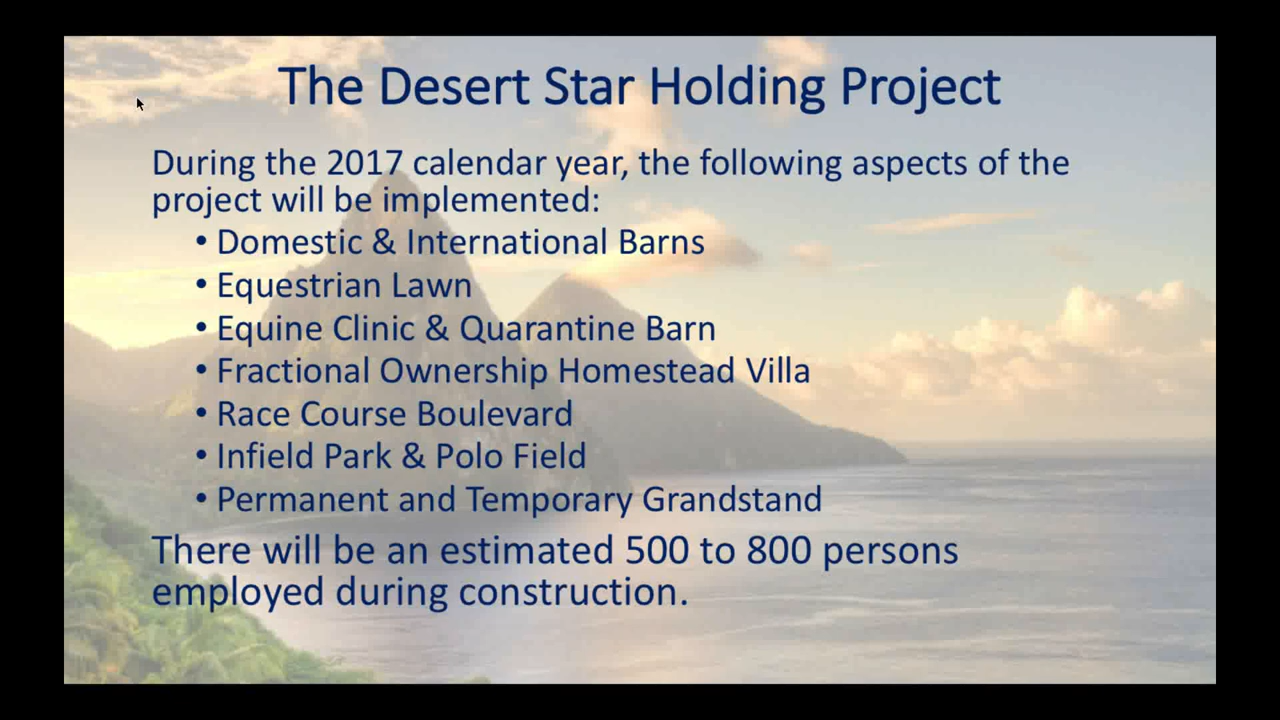 The Desert Star Holding Project
During the 2017 calendar year, the following aspects of the
project will be implemented:
• Domestic & International Barns
• Equestrian Lawn
• Equine Clinic & Quarantine Barn
• Fractional Ownership Homestead Villa
• Race Course Boulevard
• Infield Park & Polo Field
• Permanent and Temporary Grandstand
There will be an estimated 500 to 800 persons
employed during construction.